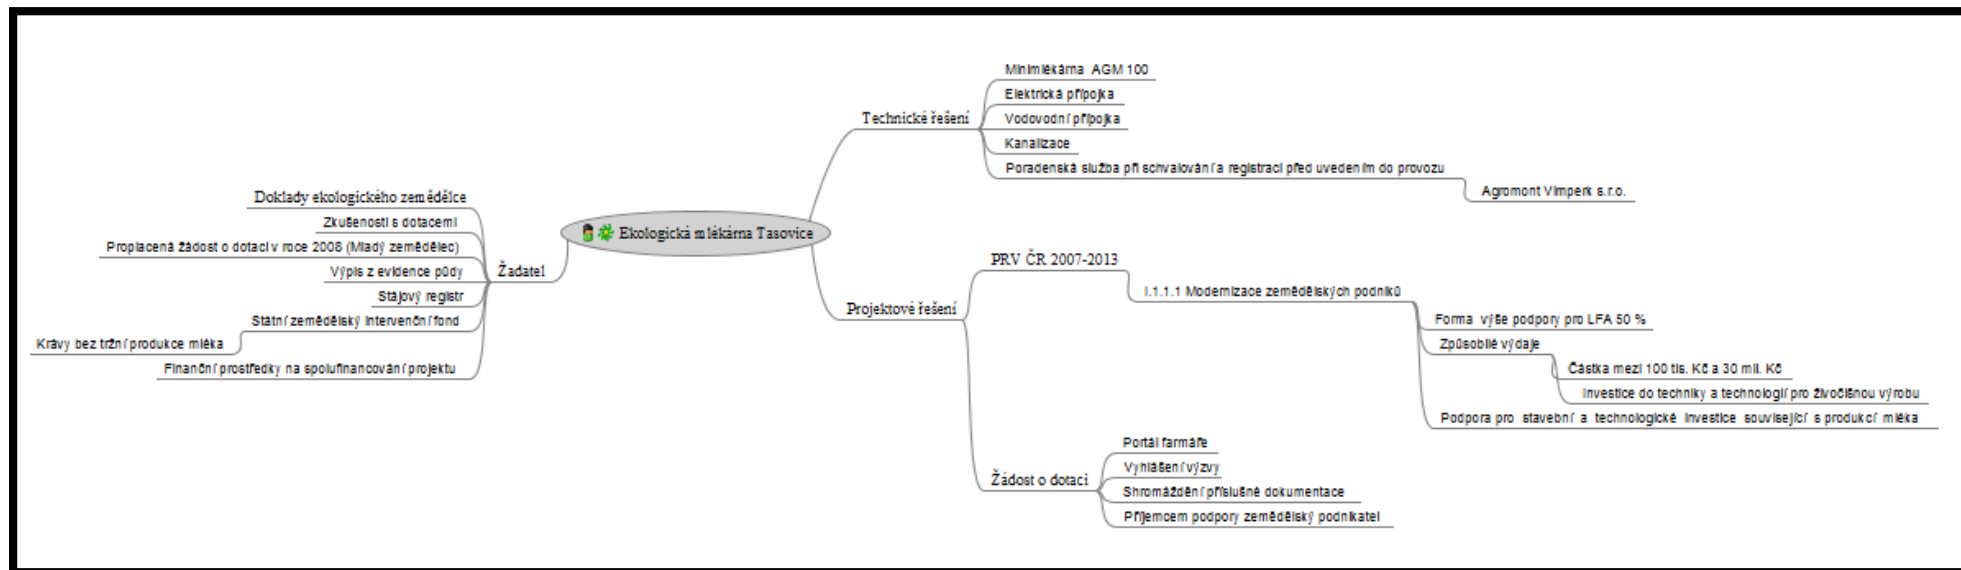 Minimlékárna AGM 100
Elektrická přípojka
Technické řešení
Vodovodní přípojka
Kanalizace
Poradenská služba při schvalování a registraci před uvedením do provozu
Agromont Vimperk s.r.o.
Doklady ekologického zemědělce
Zkušenosti s dotacemi
Proplacená žádost o dotaci v roce 2008 (Mladý zemědělec)
Žadatel
Výpis z evidence půdy
Stájový registr
Státní zemědělský intervenční fond
Krávy bez tržní produkce mléka
Finanční prostředky na spolufinancování projektu
Ekologická mlékárna Tasovice
PRV ČR 2007-2013
I.1.1.1 Modernizace zemědělských podniků
Projektové řešení
Forma výše podpory pro LFA 50 %
Způsobilé výdaje
Částka mezi 100 tis. Kč a 30 mil. Kč
Investice do techniky a technologií pro živočišnou výrobu
Podpora pro stavební a technologické investice související s produkcí mléka
Portál farmáře
Vyhlášení výzvy
Žádost o dotaci
Shromáždění příslušné dokumentace
Příjemcem podpory zemědělský podnikatel